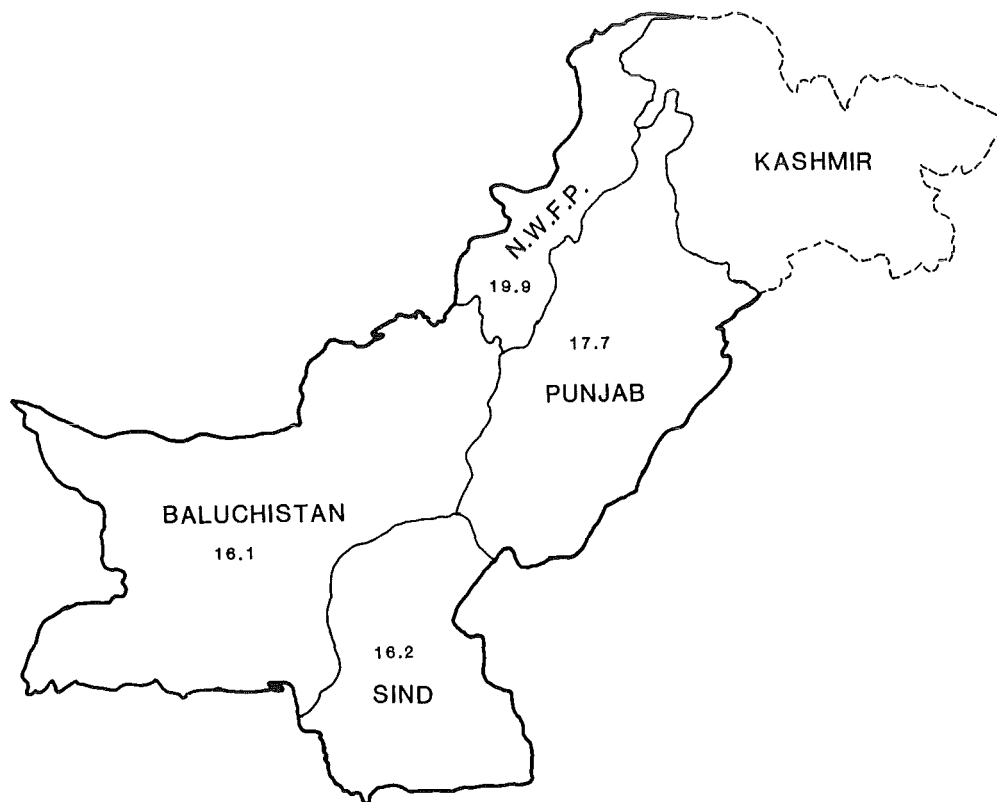 KASHMIR
N.W.F.P.
19.9
17.7
PUNJAB
BALUCHISTAN
16.1
16.2
SIND